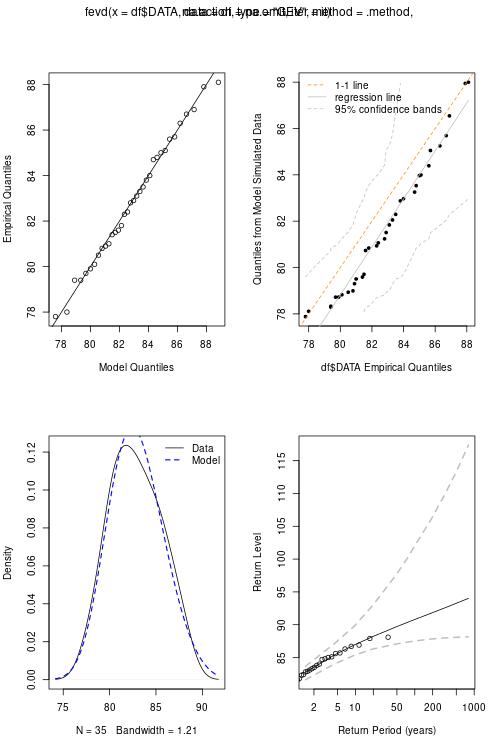 fevd(x = df$DATA,
method = .method,
88
86
84
82
80
78
Empirical Quantiles
78 80 82 84 86 88
Model Quantiles
88
86
84
82
80
78
Quantiles from Model Simulated Data
1-1 line
regression line
95% confidence bands
78 80 82 84 86 88
df$DATA Empirical Quantiles
0.12
0.10
0.08
0.06
0.04
0.02
0.00
Density
Data
Model
75 80 85 90
N = 35 Bandwidth = 1.21
115
110
105
100
95
90
85
Return Level
2 5 10 50 200 1000
Return Period (years)